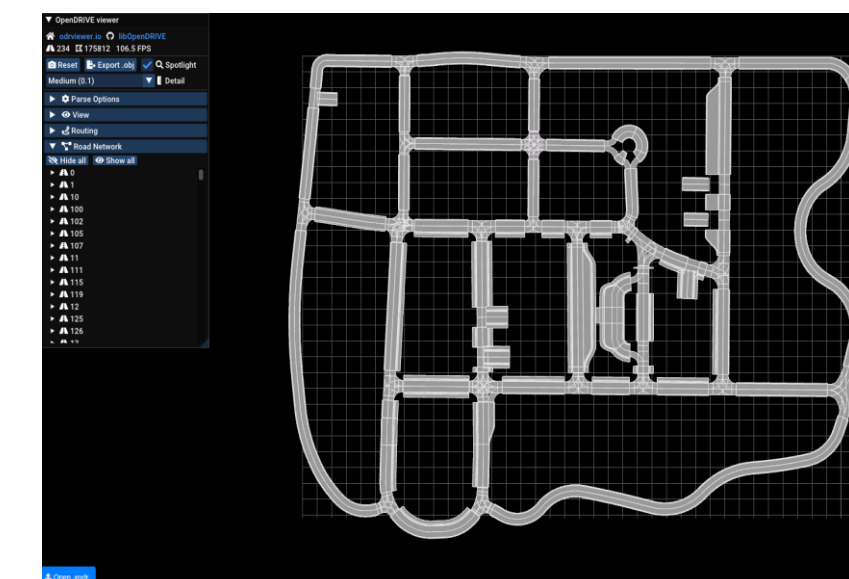 OpenDRIVE viewer
odrviewer.io libOpenDRIVE
234 175812 106.5 FPS
Reset Export .obj Spotlight
Medium (0.1) Detail
Parse Options
View
Routing
Road Network
Hide all Show all
0
1
10
100
102
105
107
11
111
115
119
12
125
126
Open .xodr